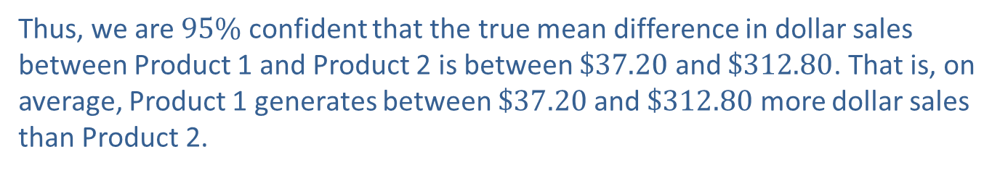 Thus, we are 95% confident that the true mean difference in dollar sales
between Product 1 and Product 2 is between $37.20 and $312.80. That is, on
average, Product 1 generates between $37.20 and $312.80 more dollar sales
than Product 2.